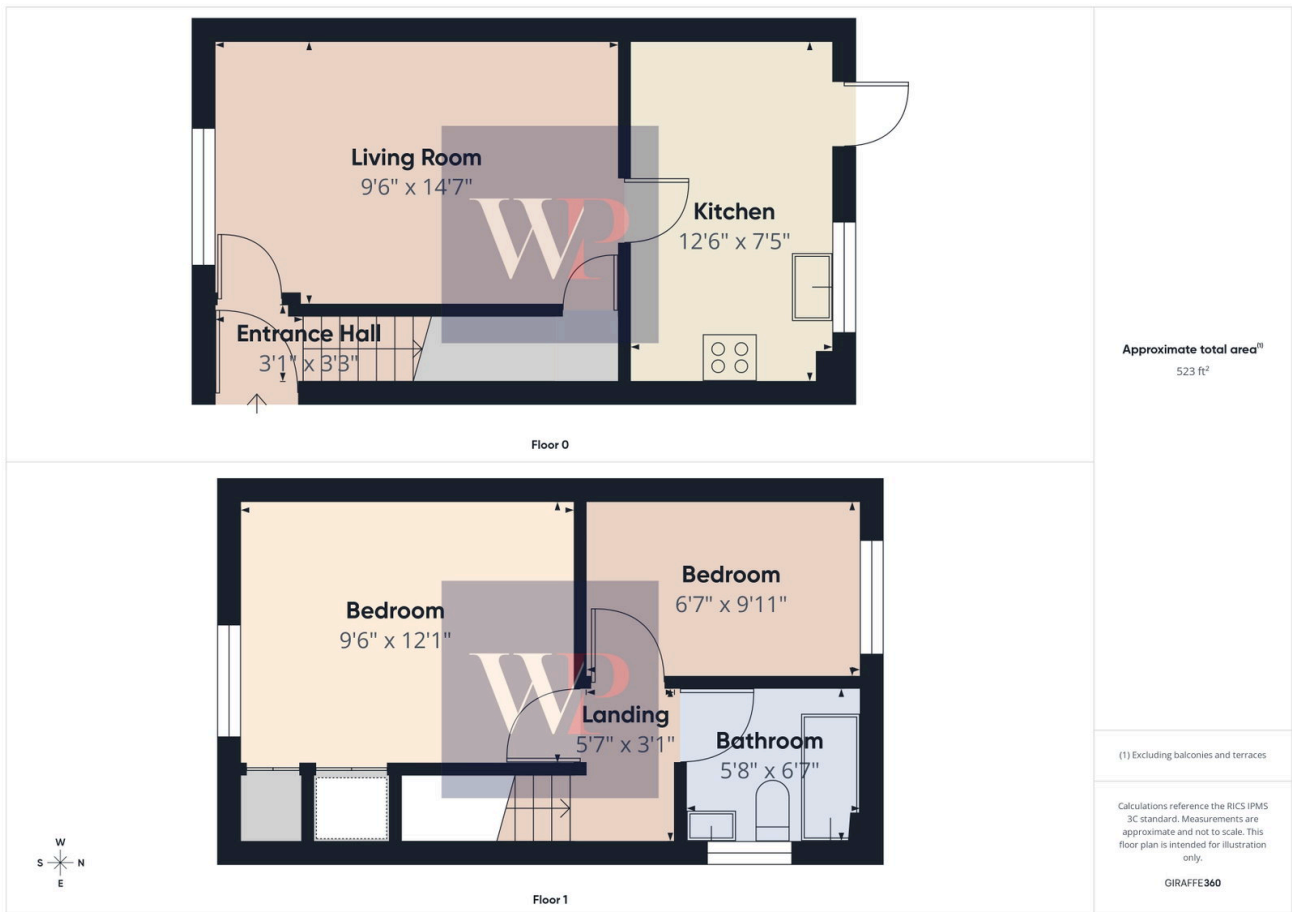 Living Room
9'6" x 14'7"
Kitchen
12'6" x 7'5"
WP
Entrance Hall
3'1" x 3'3"
Floor 0
Approximate total area(1)
523 ft²
Bedroom
6'7" x 9'11"
Bedroom
9'6" x 12'1"
WP
Landing
5'7" x 3'1"
Bathroom
5'8" x 6'7"
Floor 1
W
S N
E
(1) Excluding balconies and terraces
Calculations reference the RICS IPMS
3C standard. Measurements are
approximate and not to scale. This
floor plan is intended for illustration
only.
GIRAFFE360